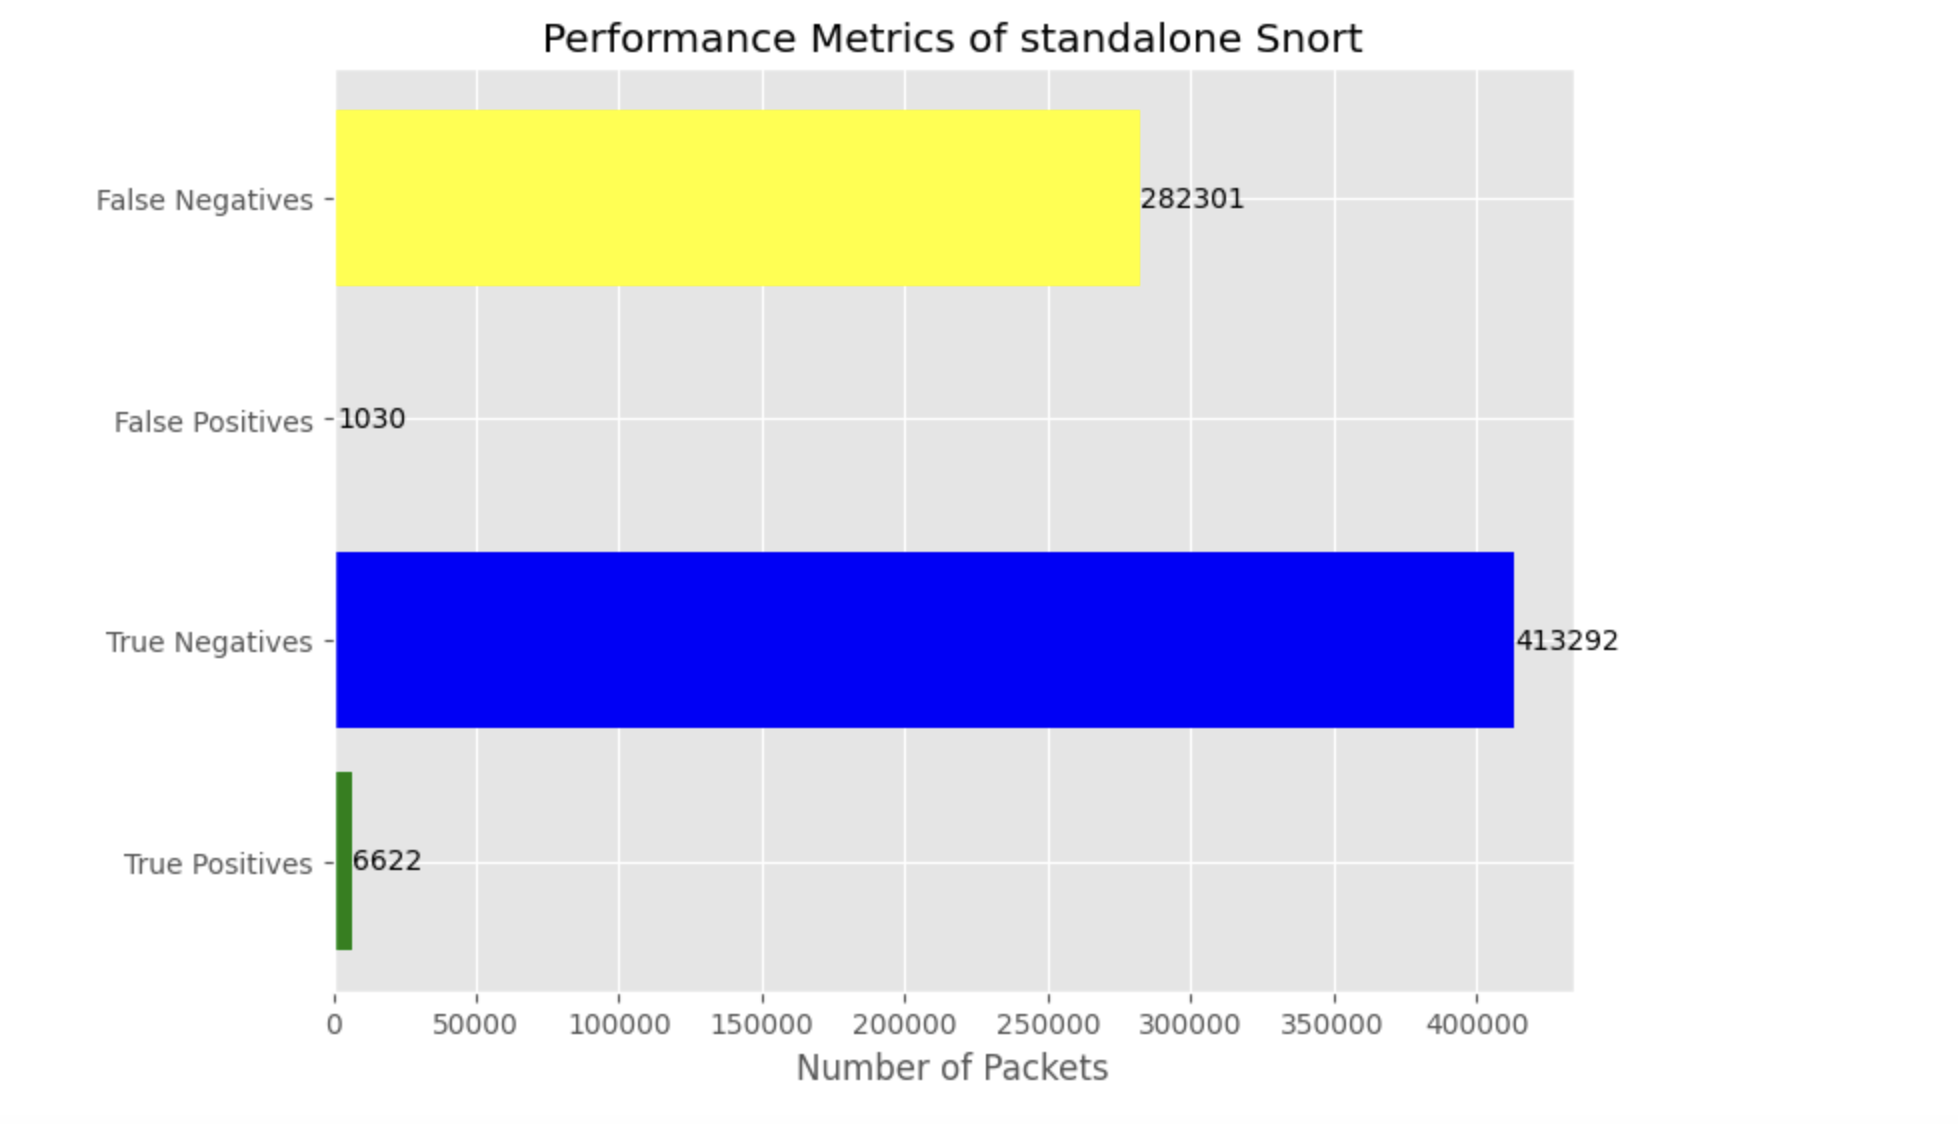 Performance Metrics of standalone Snort
False Negatives
282301
False Positives
1030
True Negatives
413292
True Positives
6622
0 50000 100000 150000 200000 250000 300000 350000 400000
Number of Packets